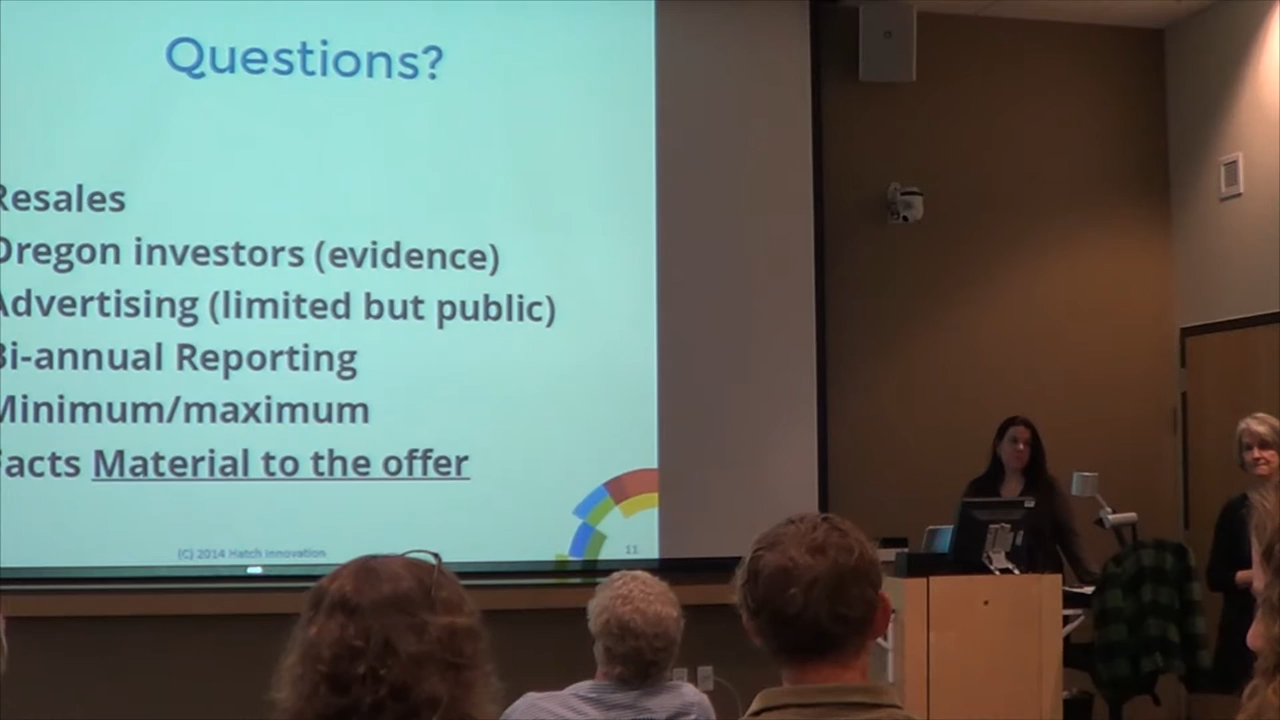 Questions?
Resales
Oregon investors (evidence)
Advertising (limited but public)
Bi-annual Reporting
Minimum/maximum
Facts Material to the offer
(C) 2014 Hatch Innovation
11